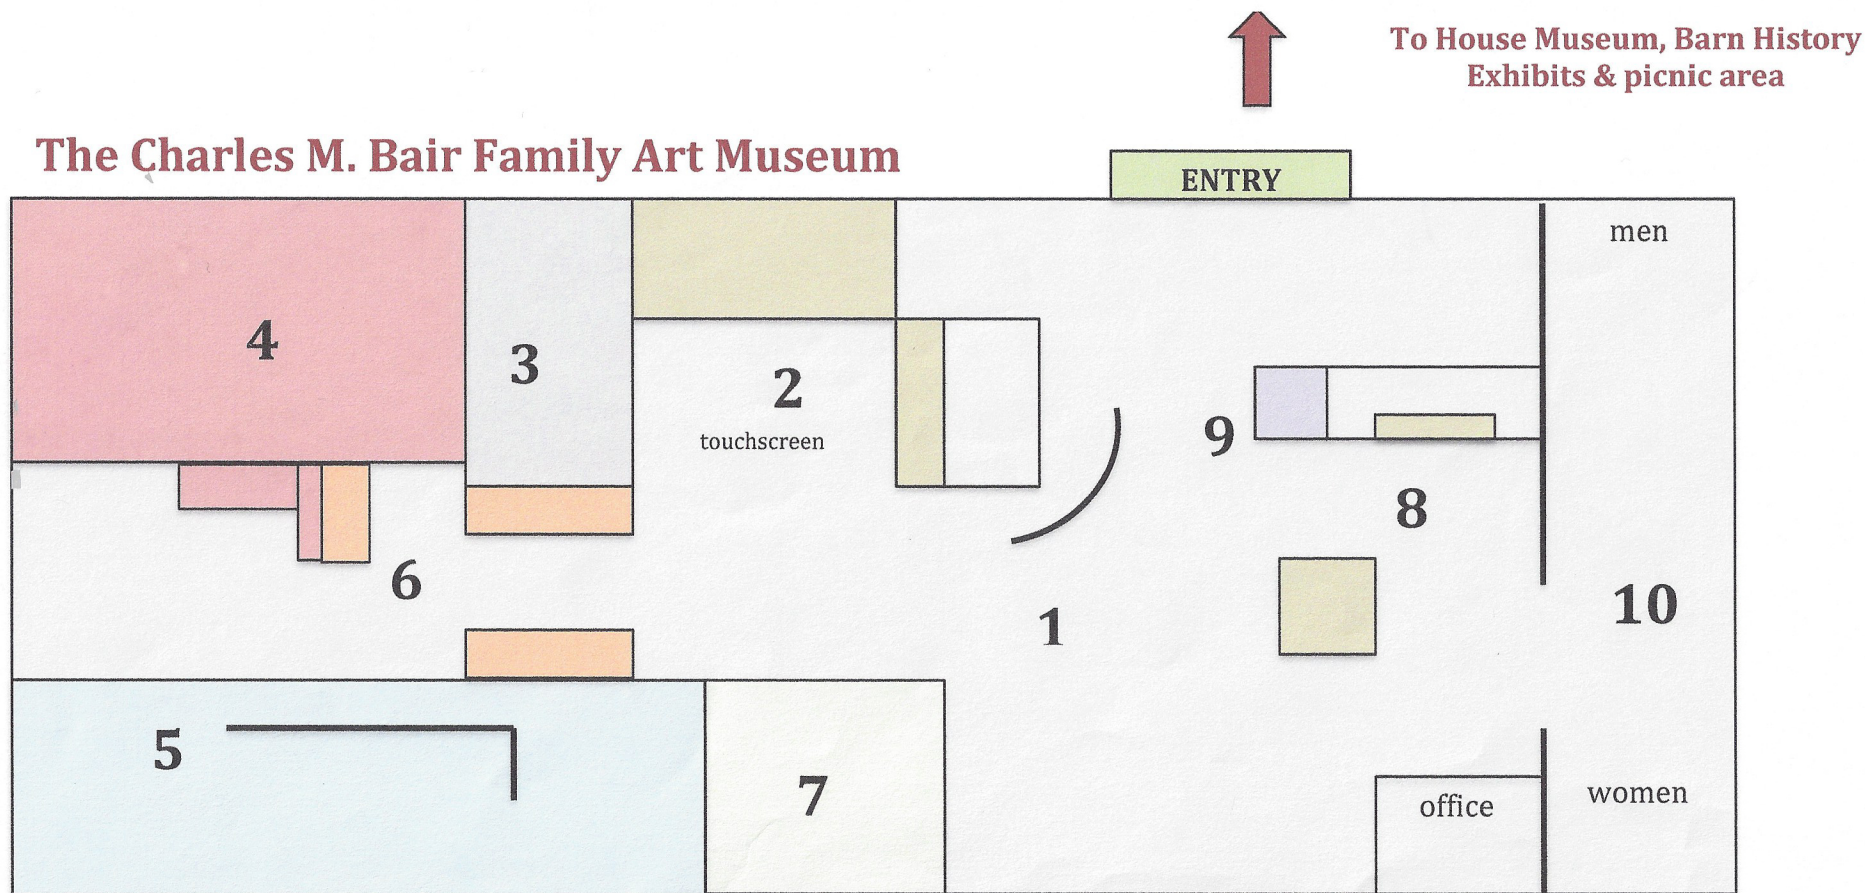 To House Museum, Barn History
Exhibits & picnic area
The Charles M. Bair Family Art Museum
ENTRY
men
4
3
2
touchscreen
9
8
6
1
10
5
7
office
women